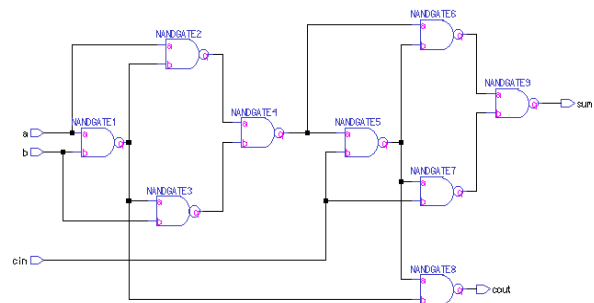 NANDGATE6
NANDGATE2
a
Q
a
Q
b
b
NANDGATE9
a
Q
sum
b
NANDGATE4
a
Q
b
NANDGATE1
NANDGATE5
a
a
Q
a
Q
b
b
b
NANDGATE7
a
Q
b
NANDGATE3
a
Q
b
cin
NANDGATE8
a
Q
cout
b